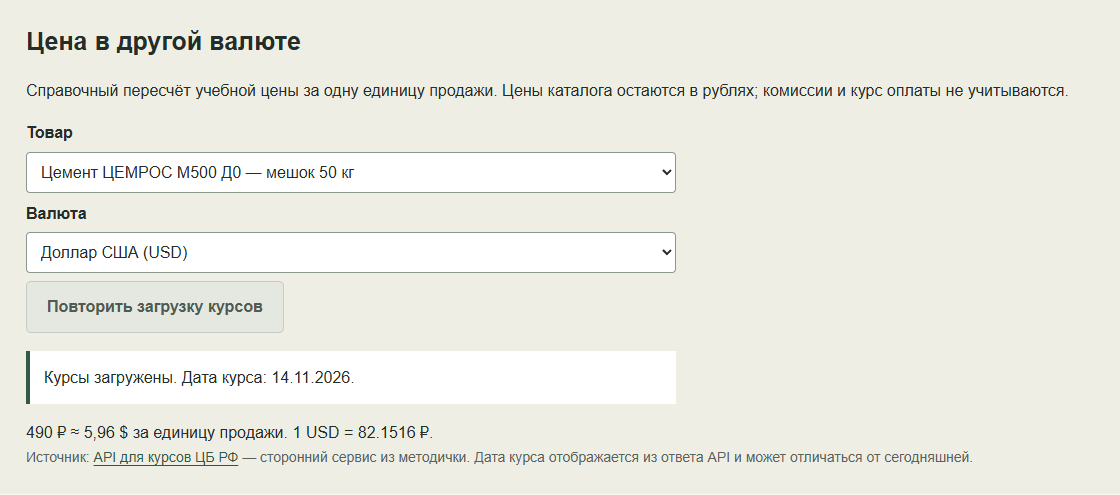 Цена в другой валюте
Справочный пересчёт учебной цены за одну единицу продажи. Цены каталога остаются в рублях; комиссии и курс оплаты не учитываются.
Товар
Цемент ЦЕМРОС М500 Д0 — мешок 50 кг
Валюта
Доллар США (USD)
Повторить загрузку курсов
Курсы загружены. Дата курса: 14.11.2026.
490 ₽ ≈ 5,96 $ за единицу продажи. 1 USD = 82.1516 ₽.
Источник: API для курсов ЦБ РФ — сторонний сервис из методички. Дата курса отображается из ответа API и может отличаться от сегодняшней.